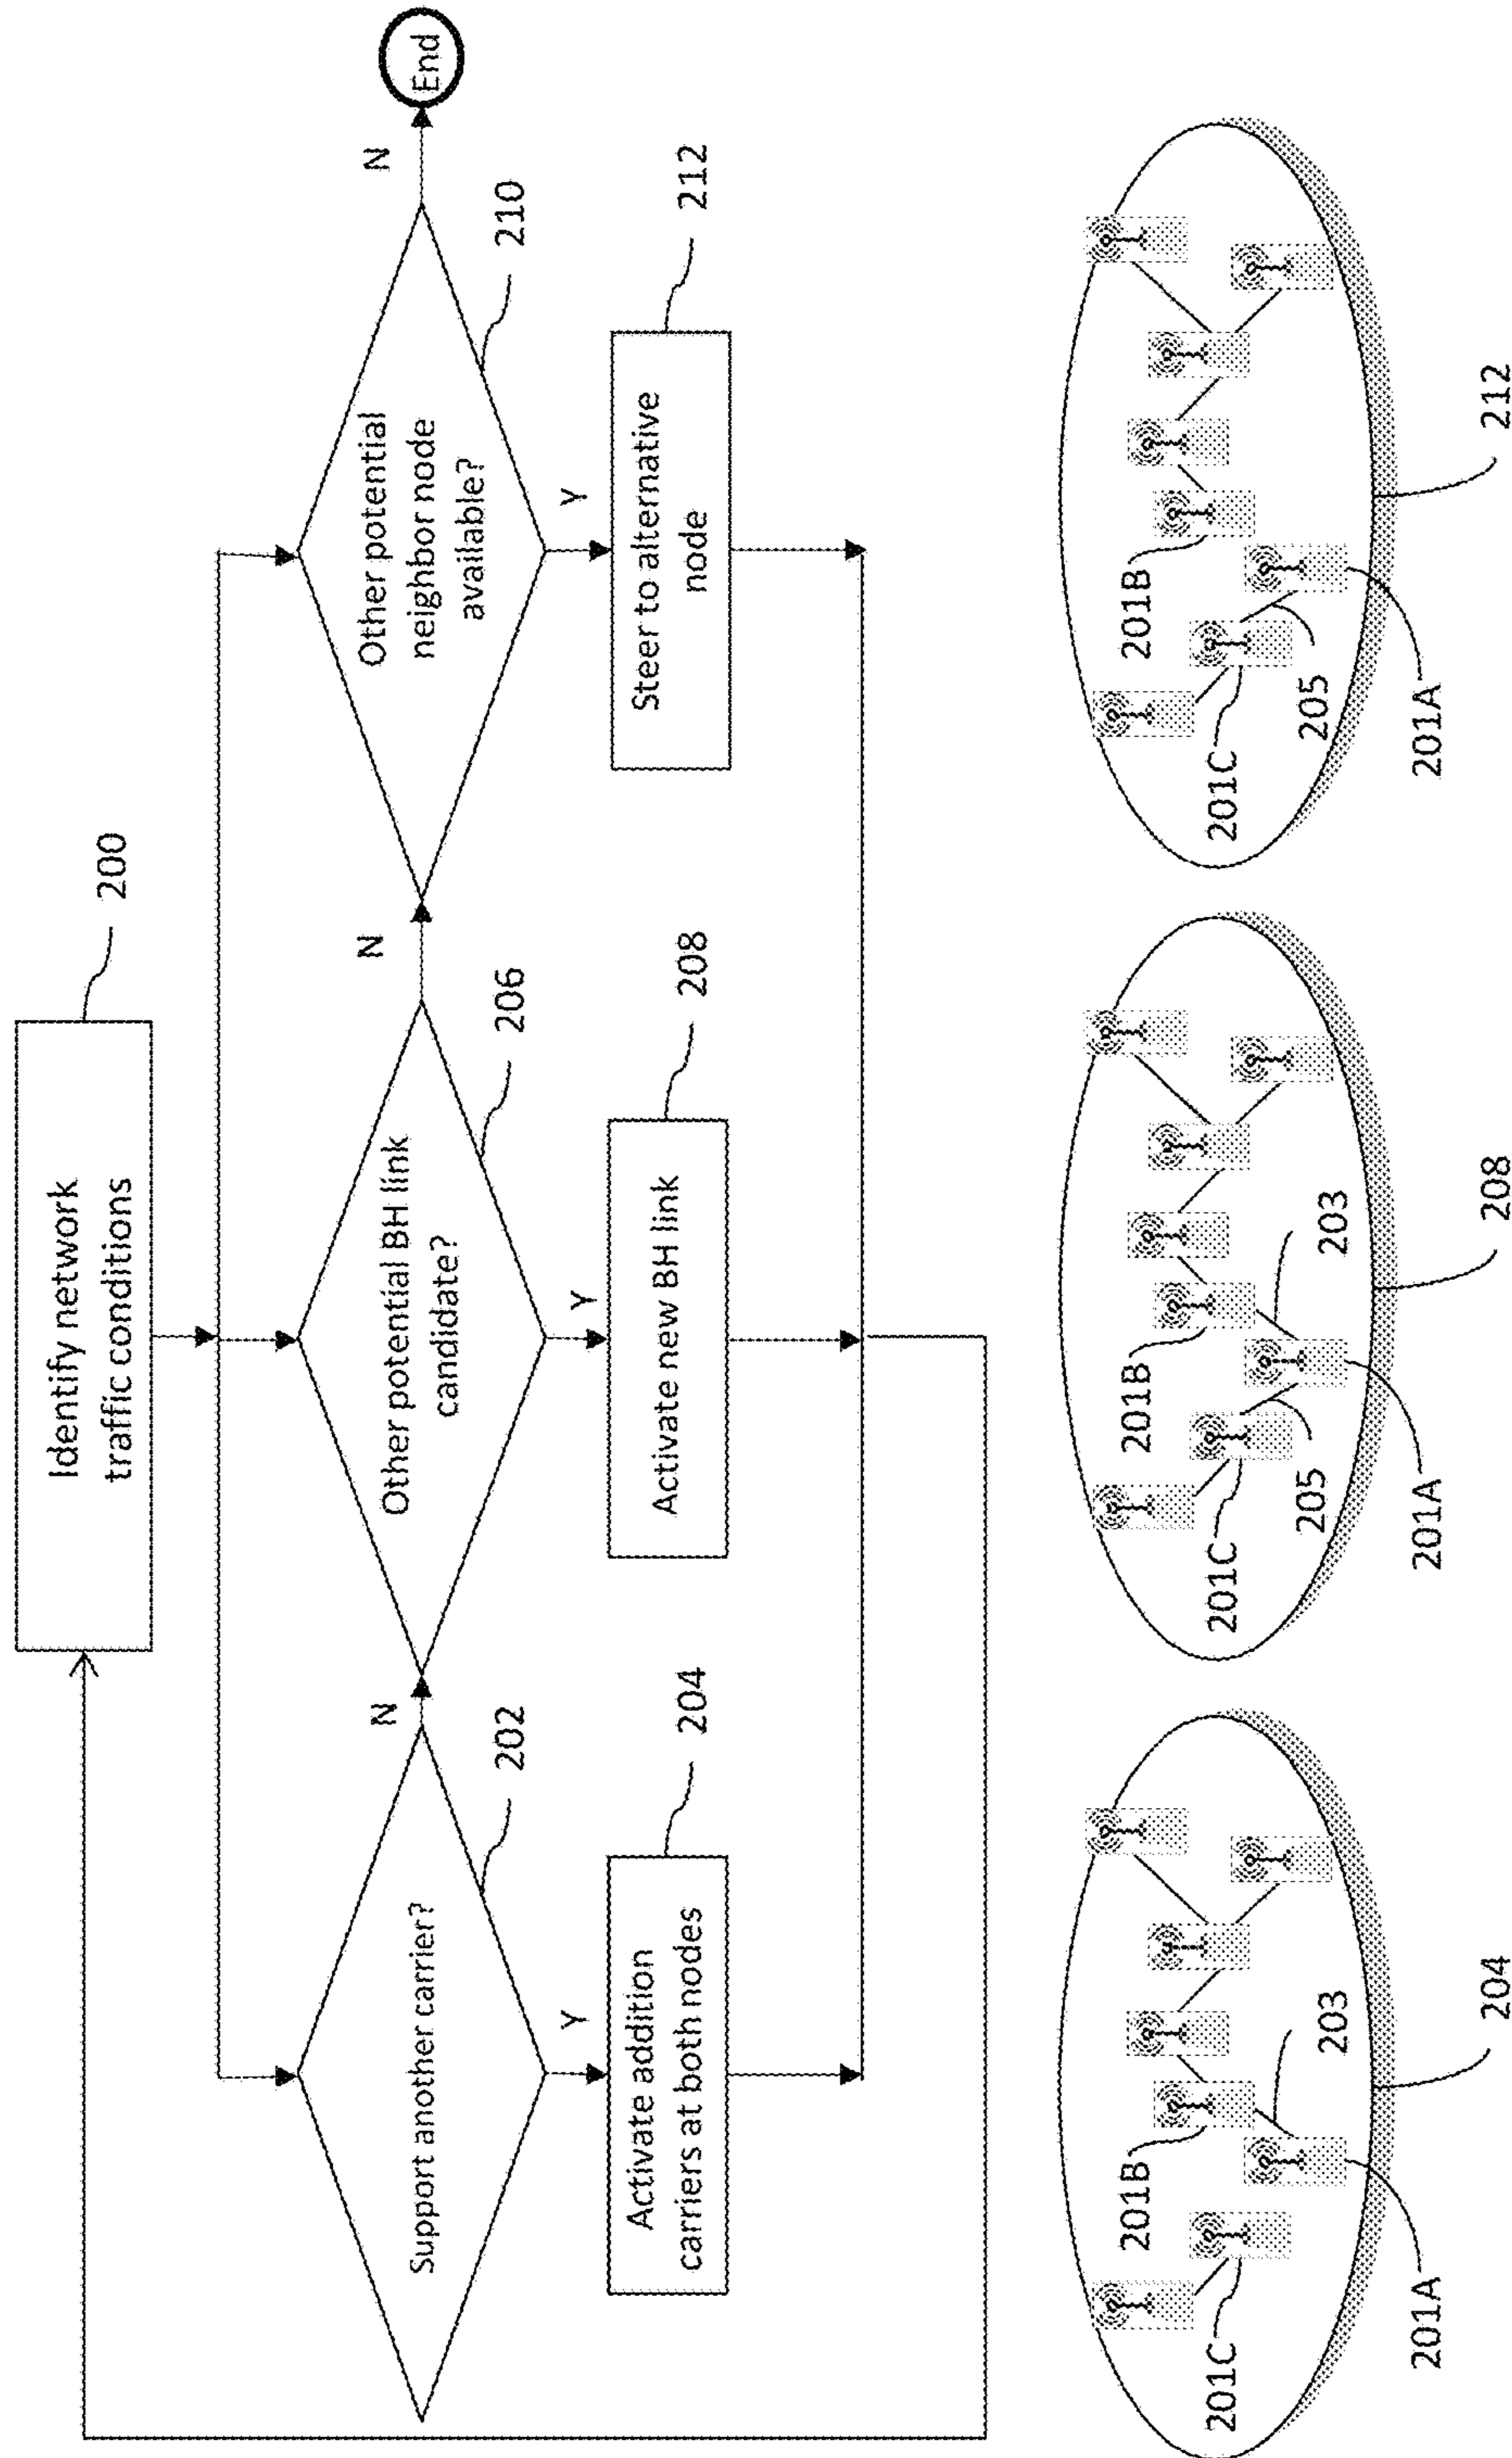 Identify network
traffic conditions
200
Support another carrier?
202
N
Y
Activate addition
carriers at both nodes
204
Other potential BH link
candidate?
206
N
Y
Activate new BH link
208
Other potential
neighbor node
available?
210
N
End
Y
Steer to alternative
node
212
201C
201B
203
201A
204
201C
201B
205
203
201A
208
201C
201B
205
201A
212